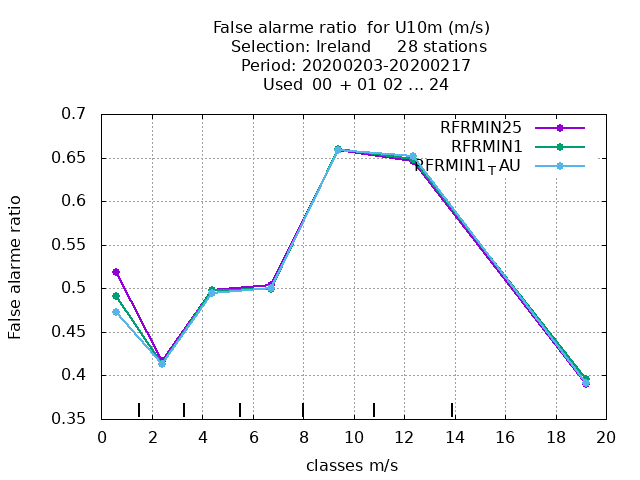 False alarme ratio  for U10m (m/s)
Selection: Ireland     28 stations
Period: 20200203-20200217
Used  00 + 01 02 ... 24
RFRMIN25
RFRMIN1
RFRMIN1TAU
False alarme ratio
0.7
0.65
0.6
0.55
0.5
0.45
0.4
0.35
0 2 4 6 8 10 12 14 16 18 20
classes m/s